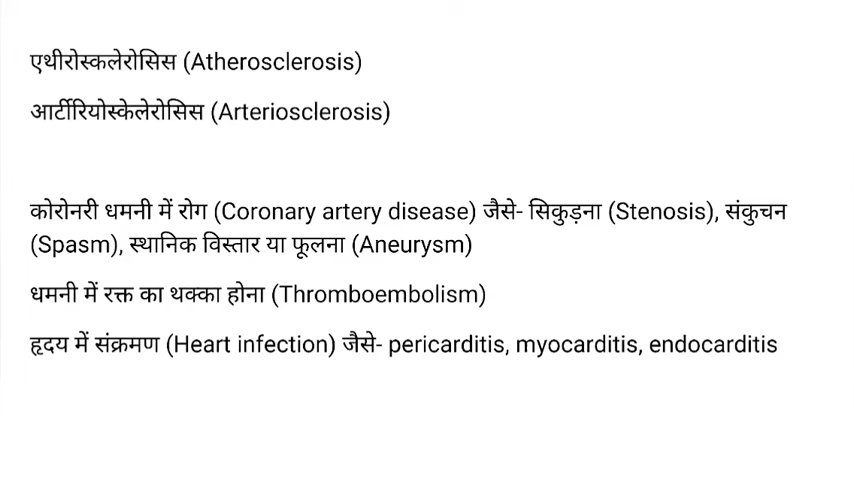 एथीरोस्कलेरोसिस (Atherosclerosis)
आर्टीरियोस्केलेरोसिस (Arteriosclerosis)
कोरोनरी धमनी में रोग (Coronary artery disease) जैसे- सिकुड़ना (Stenosis), संकुचन
(Spasm), स्थानिक विस्तार या फूलना (Aneurysm)
धमनी में रक्त का थक्का होना (Thromboembolism)
हृदय में संक्रमण (Heart infection) जैसे- pericarditis, myocarditis, endocarditis